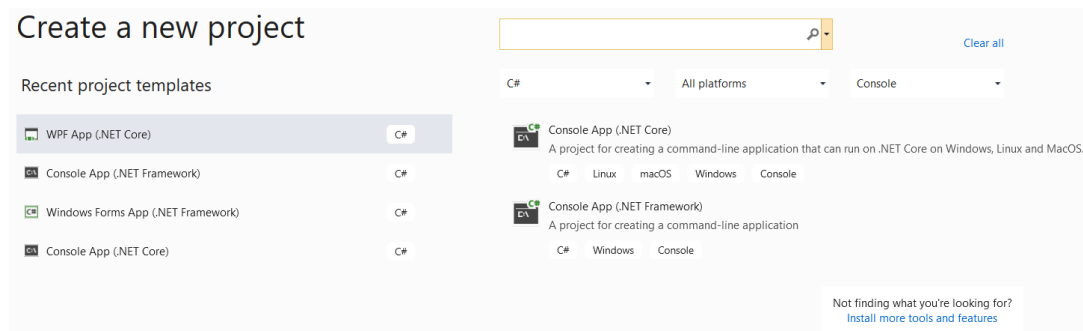 Create a new project
Clear all
Recent project templates
C#
All platforms
Console
WPF App (.NET Core)
C#
Console App (.NET Framework)
C#
Windows Forms App (.NET Framework)
C#
Console App (.NET Core)
C#
Console App (.NET Core)
A project for creating a command-line application that can run on .NET Core on Windows, Linux and MacOS.
C# Linux macOS Windows Console
Console App (.NET Framework)
A project for creating a command-line application
C# Windows Console
Not finding what you're looking for?
Install more tools and features